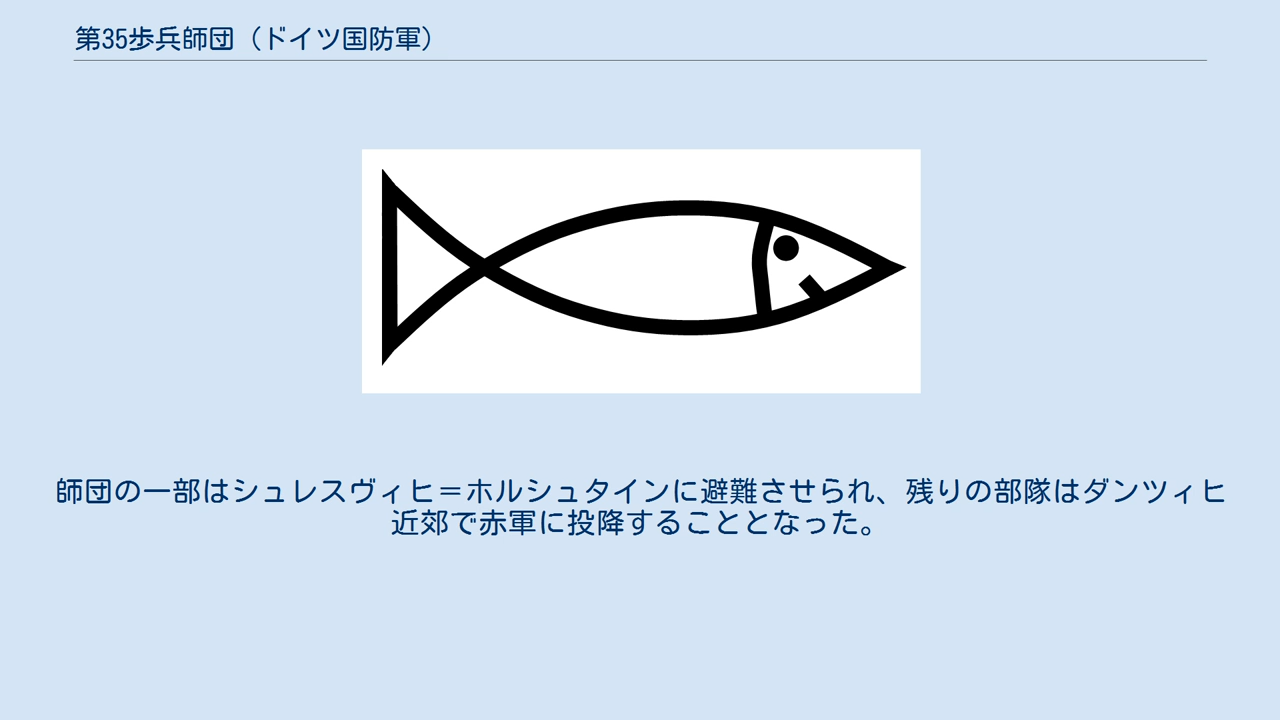 第35歩兵師団（ドイツ国防軍）
師団の一部はシュレスヴィヒ＝ホルシュタインに避難させられ、残りの部隊はダンツィヒ
近郊で赤軍に投降することとなった。